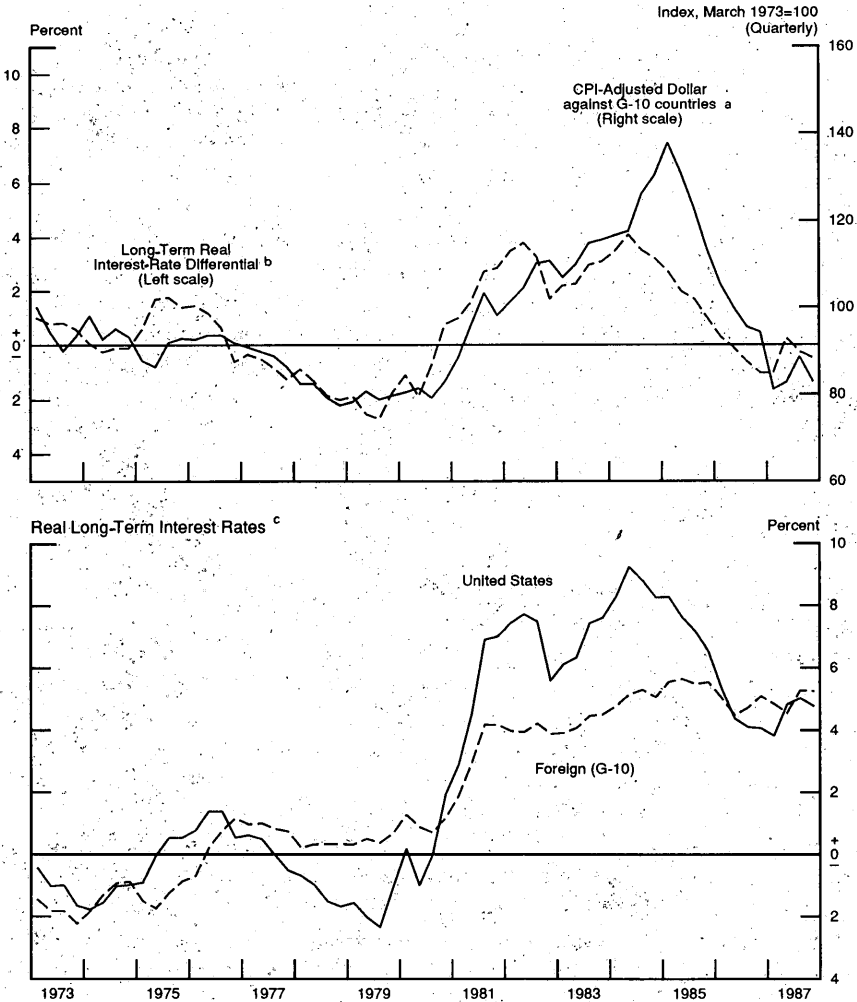 Index, March 1973=100
Percent
(Quarterly)
160
10
CPI-Adjusted Dollar
against G-10 countries a
(Right scale)
8
140
6
120
4
Long-Term Real
Interest-Rate Differential b
(Left scale)
2
100
+
0
–
2
80
4
60
Real Long-Term Interest Rates c
Percent
10
United States
8
6
4
Foreign (G-10)
2
+
0
–
2
4
1973 1975 1977 1979 1981 1983 1985 1987